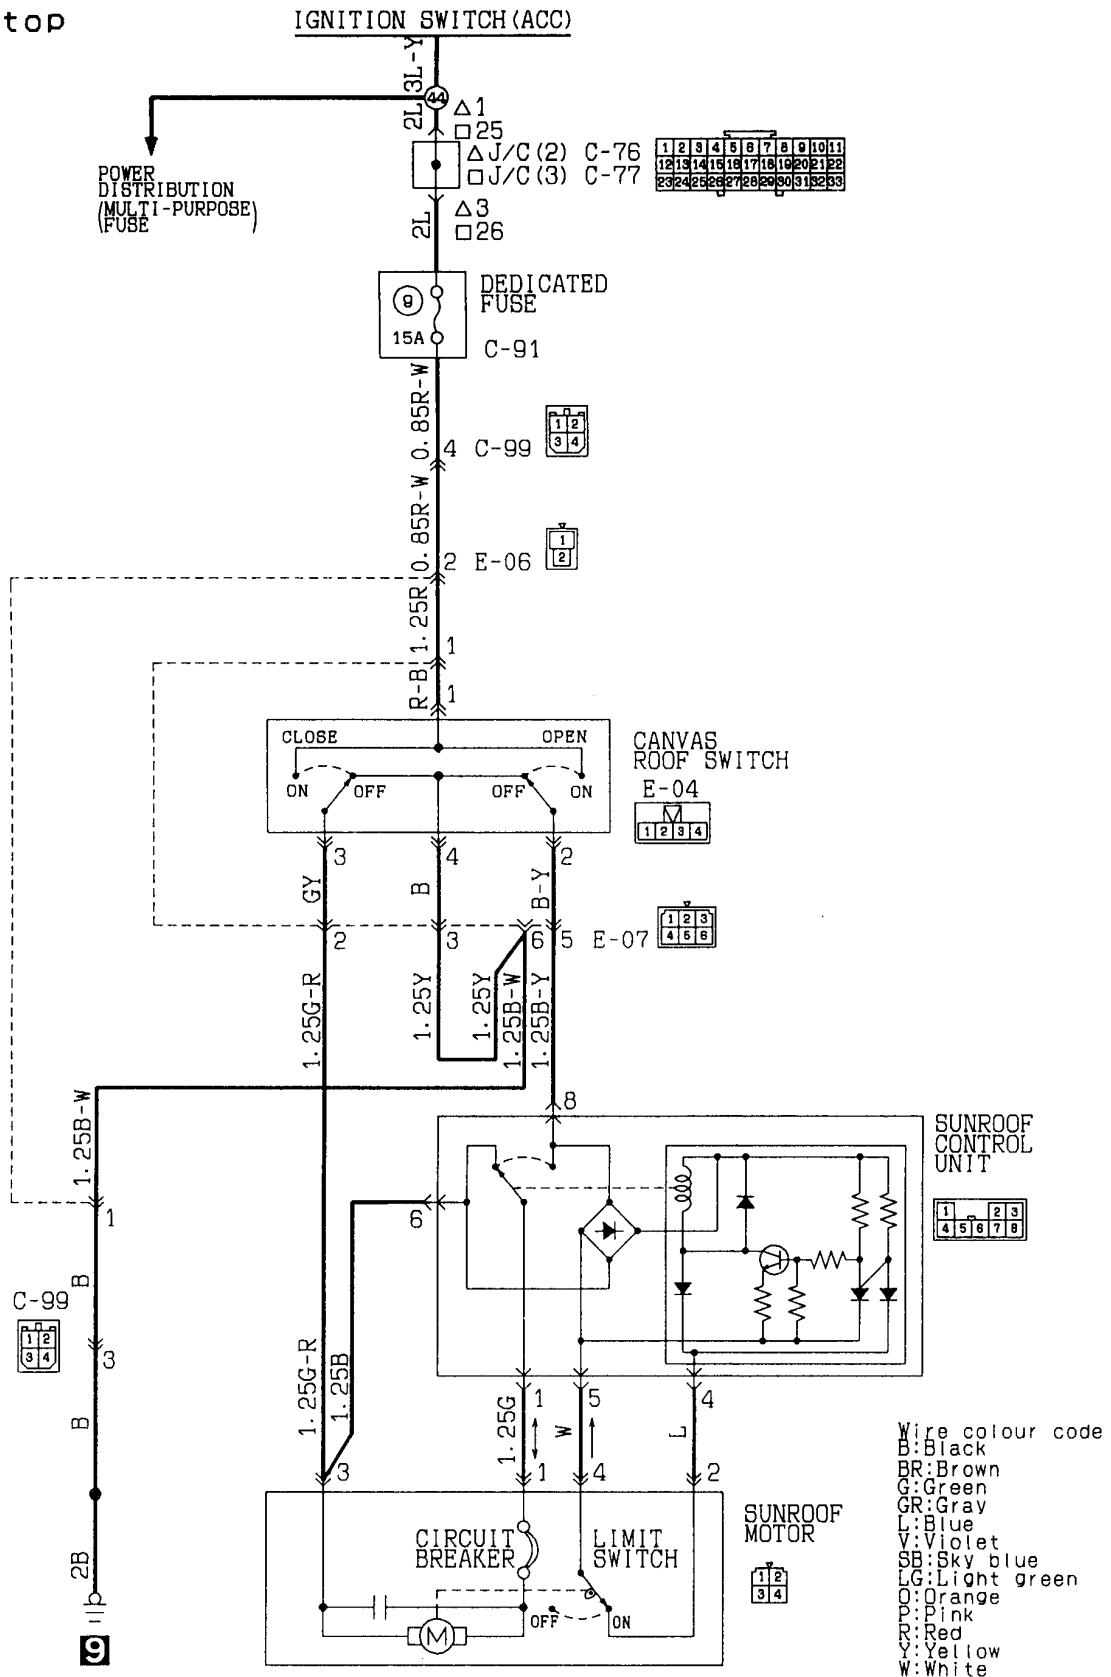 top
IGNITION SWITCH(ACC)
3L-Y
44
2L
△1
□25
△J/C(2) C-76
□J/C(3) C-77
1 2 3 4 5 6 7 8 9 10 11
12 13 14 15 16 17 18 19 20 21 22
23 24 25 26 27 28 29 30 31 32 33
POWER
DISTRIBUTION
(MULTI-PURPOSE)
(FUSE)
2L
△3
□26
9
15A
DEDICATED
FUSE
C-91
0.85R-W
4 C-99
1 2
3 4
0.85R-W
2 E-06
1
2
1.25R
1
R-B
1
CLOSE
OPEN
ON
OFF
OFF
ON
CANVAS
ROOF SWITCH
E-04
1 2 3 4
3
4
2
GY
B
B-Y
2
3
6
5
E-07
1 2 3
4 5 6
1.25G-R
1.25Y
1.25Y
1.25B-W
1.25B-Y
8
1.25B-W
SUNROOF
CONTROL
UNIT
1 2 3
4 5 6 7 8
6
1
B
C-99
1 2
3 4
3
B
1.25G-R
1.25B
1
5
4
1.25G
W
L
3
1
4
2
SUNROOF
MOTOR
1 2
3 4
CIRCUIT
BREAKER
LIMIT
SWITCH
OFF
ON
M
2B
9
Wire colour code
B:Black
BR:Brown
G:Green
GR:Gray
L:Blue
V:Violet
SB:Sky blue
LG:Light green
O:Orange
P:Pink
R:Red
Y:Yellow
W:White